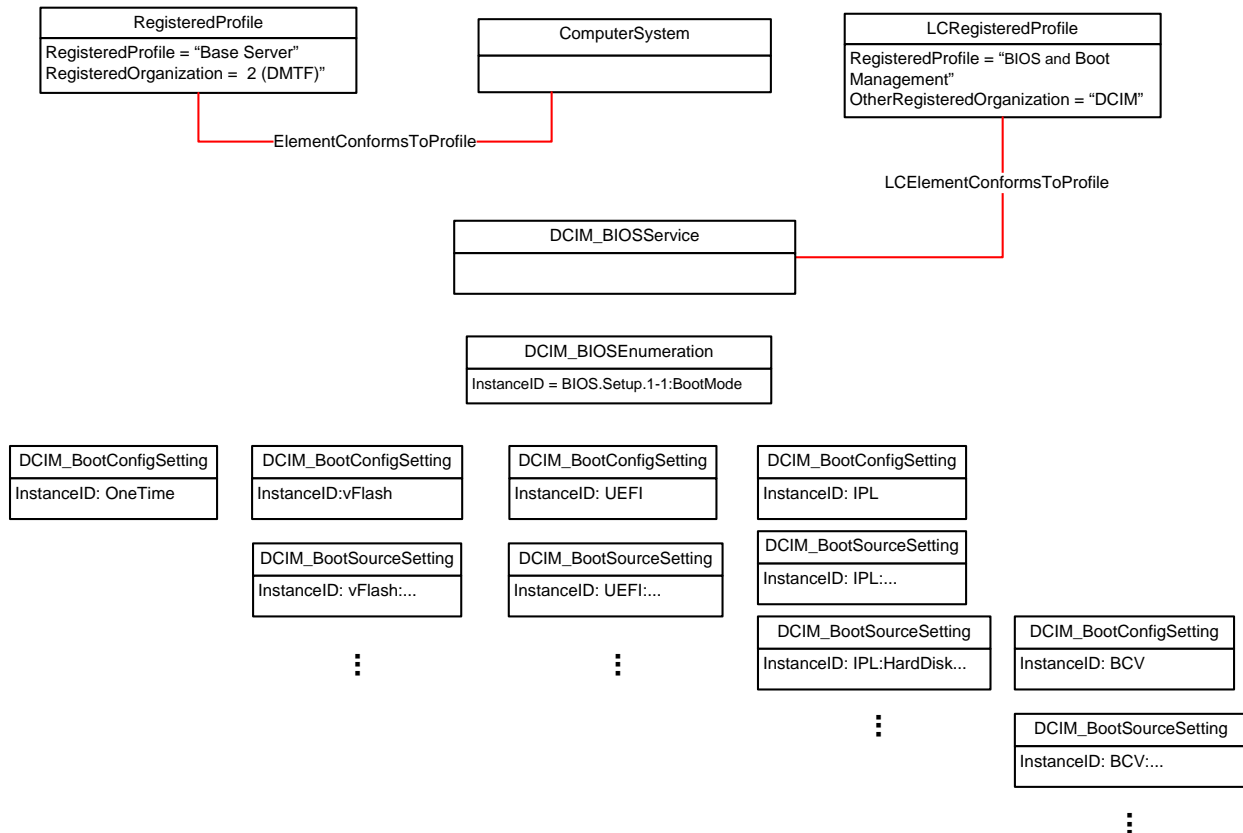 RegisteredProfile
RegisteredProfile = “Base Server”
RegisteredOrganization =  2 (DMTF)”
ComputerSystem
LCRegisteredProfile
RegisteredProfile = “BIOS and Boot
Management”
OtherRegisteredOrganization = “DCIM”
ElementConformsToProfile
LCElementConformsToProfile
DCIM_BIOSService
DCIM_BIOSEnumeration
InstanceID = BIOS.Setup.1-1:BootMode
DCIM_BootConfigSetting
InstanceID: OneTime
DCIM_BootConfigSetting
InstanceID:vFlash
DCIM_BootConfigSetting
InstanceID: UEFI
DCIM_BootConfigSetting
InstanceID: IPL
DCIM_BootSourceSetting
InstanceID: vFlash:...
DCIM_BootSourceSetting
InstanceID: UEFI:...
DCIM_BootSourceSetting
InstanceID: IPL:...
DCIM_BootSourceSetting
InstanceID: IPL:HardDisk...
DCIM_BootConfigSetting
InstanceID: BCV
DCIM_BootSourceSetting
InstanceID: BCV:...